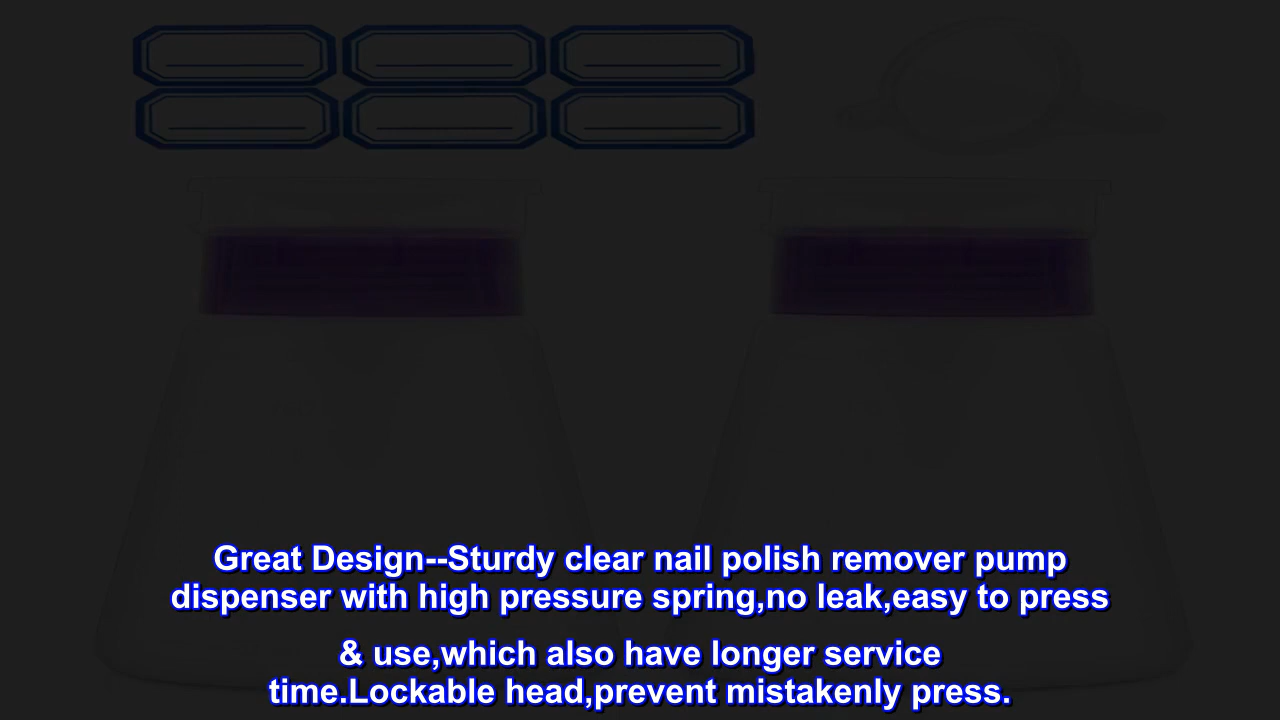 Great Design--Sturdy clear nail polish remover pump
dispenser with high pressure spring,no leak,easy to press
& use,which also have longer service
time.Lockable head,prevent mistakenly press.